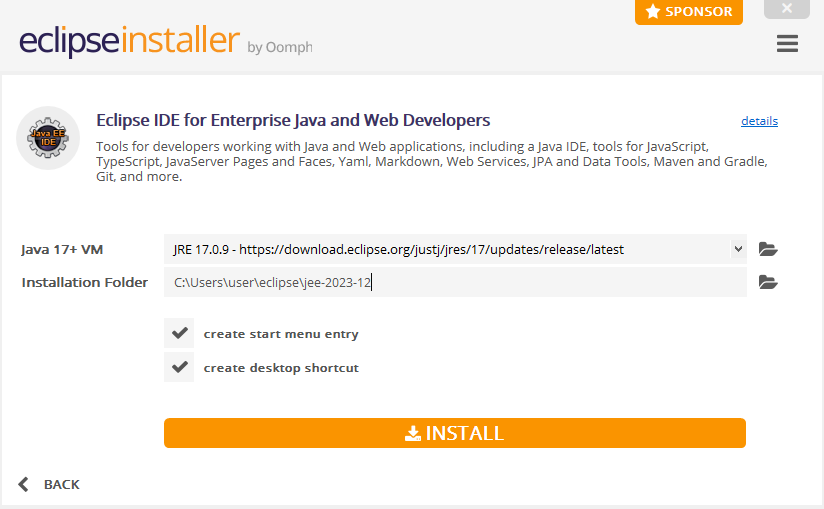 SPONSOR
eclipseinstaller by Oomph
Java EE
IDE
Eclipse IDE for Enterprise Java and Web Developers
details
Tools for developers working with Java and Web applications, including a Java IDE, tools for JavaScript,
TypeScript, JavaServer Pages and Faces, Yaml, Markdown, Web Services, JPA and Data Tools, Maven and Gradle,
Git, and more.
Java 17+ VM
JRE 17.0.9 - https://download.eclipse.org/justj/jres/17/updates/release/latest
Installation Folder
C:\Users\user\eclipse\jee-2023-12
create start menu entry
create desktop shortcut
INSTALL
BACK